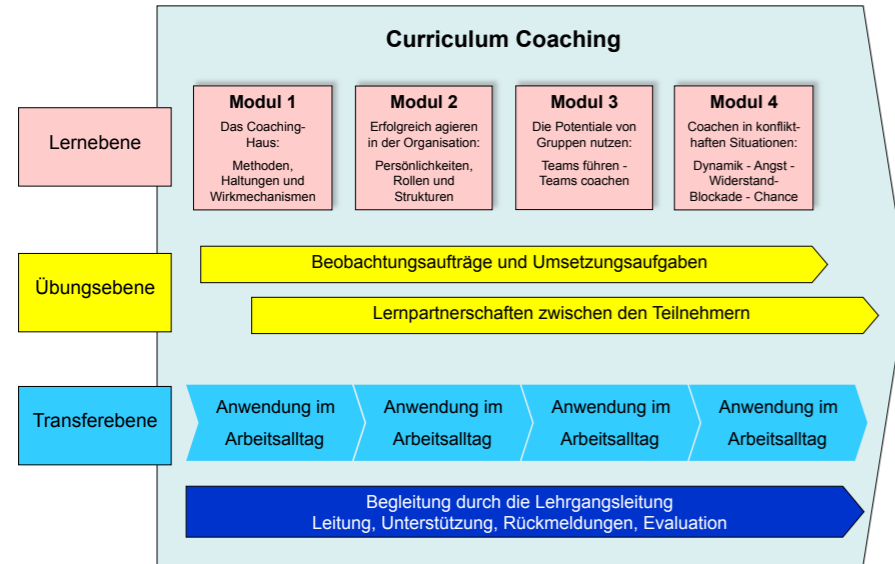 Curriculum Coaching
Lernebene
Modul 1
Das Coaching-
Haus:
Methoden,
Haltungen und
Wirkmechanismen
Modul 2
Erfolgreich agieren
in der Organisation:
Persönlichkeiten,
Rollen und
Strukturen
Modul 3
Die Potentiale von
Gruppen nutzen:
Teams führen -
Teams coachen
Modul 4
Coachen in konflikt-
haften Situationen:
Dynamik - Angst -
Widerstand-
Blockade - Chance
Übungsebene
Beobachtungsaufträge und Umsetzungsaufgaben
Lernpartnerschaften zwischen den Teilnehmern
Transferebene
Anwendung im
Arbeitsalltag
Anwendung im
Arbeitsalltag
Anwendung im
Arbeitsalltag
Anwendung im
Arbeitsalltag
Begleitung durch die Lehrgangsleitung
Leitung, Unterstützung, Rückmeldungen, Evaluation